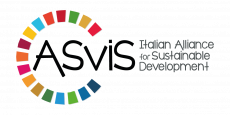 ASviS
Italian Alliance
for Sustainable
Development